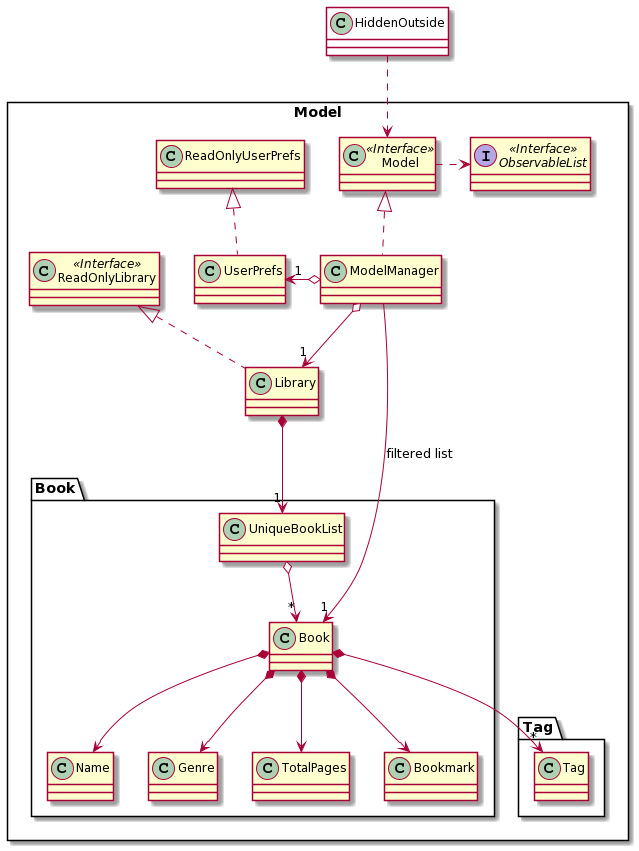 C HiddenOutside
Model
C ReadOnlyUserPrefs
C «Interface»
Model
I «Interface»
ObservableList
C «Interface»
ReadOnlyLibrary
C UserPrefs
1
C ModelManager
1
C Library
filtered list
Book
1
C UniqueBookList
*
1
C Book
Tag
*
C Name
C Genre
C TotalPages
C Bookmark
C Tag